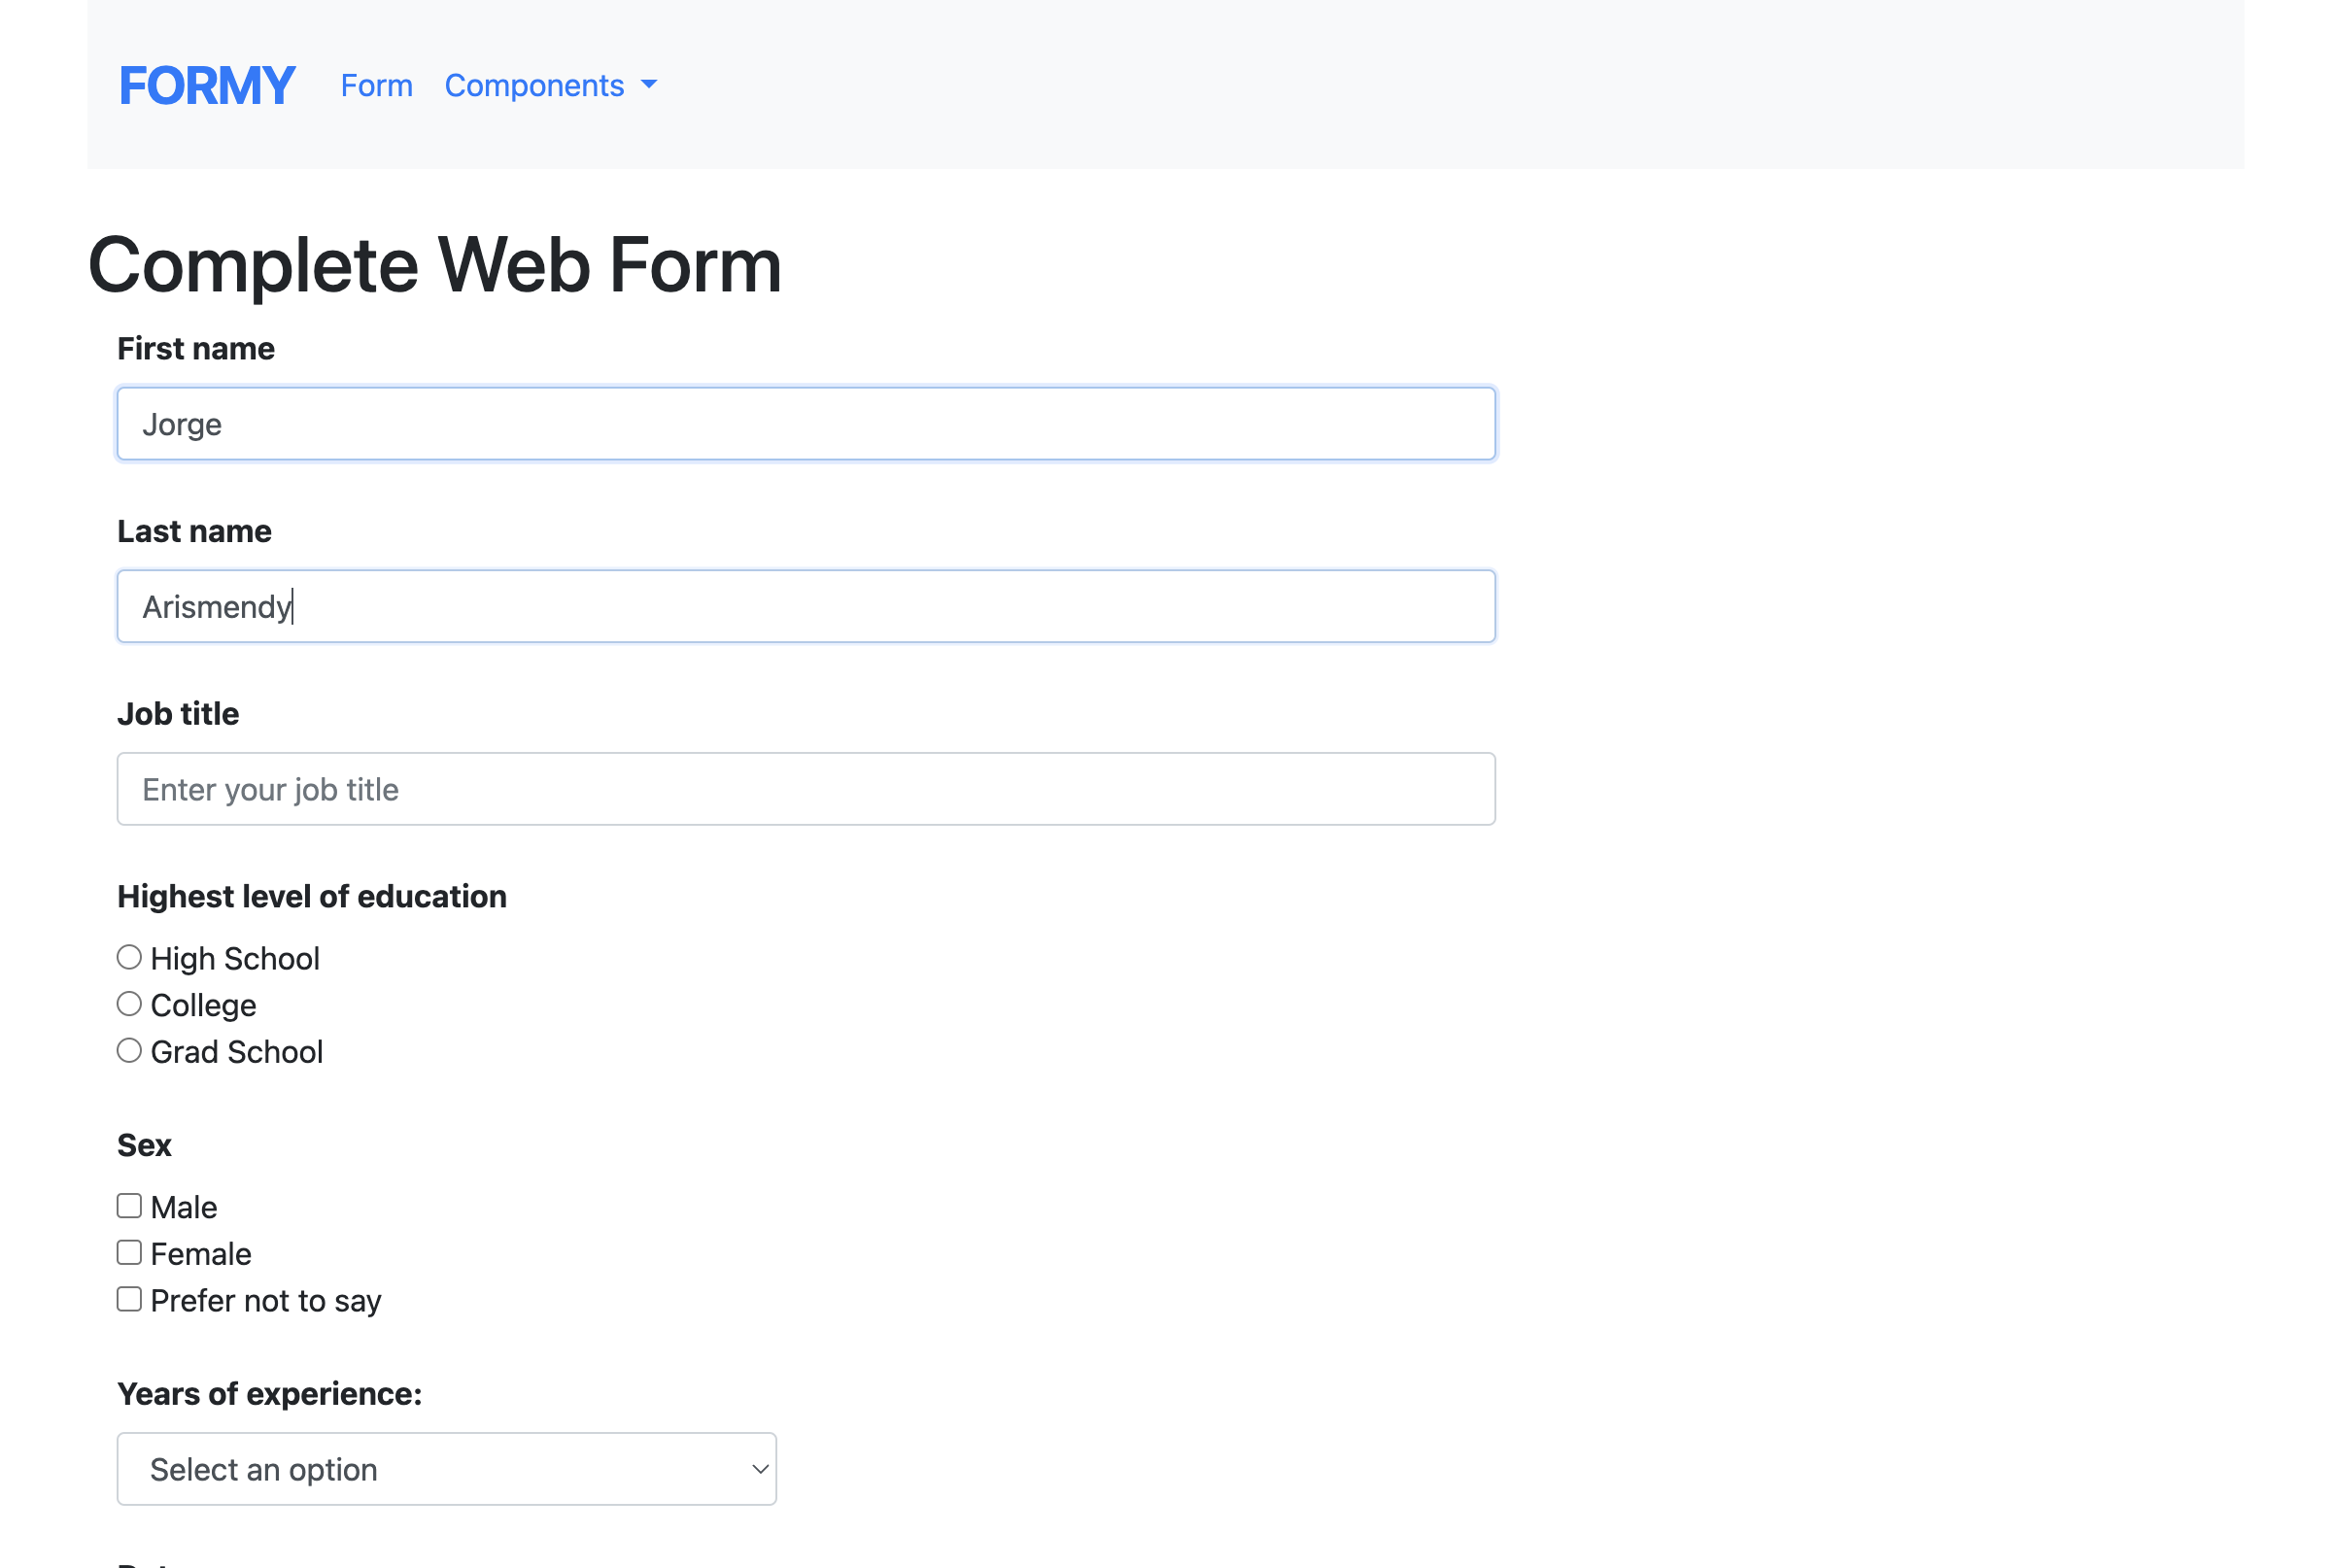 FORMY Form Components
Complete Web Form
First name
Jorge
Last name
Arismendy
Job title
Enter your job title
Highest level of education
High School
College
Grad School
Sex
Male
Female
Prefer not to say
Years of experience:
Select an option